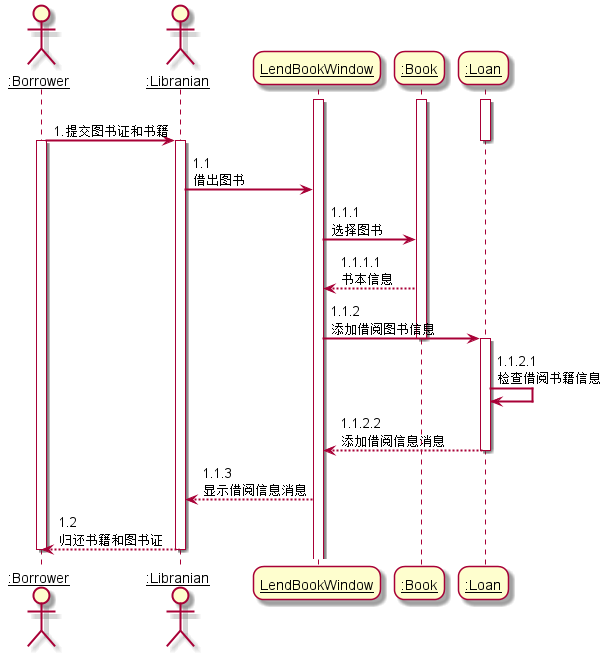 :Borrower
:Libranian
LendBookWindow
:Book
:Loan
1.提交图书证和书籍
1.1
借出图书
1.1.1
选择图书
1.1.1.1
书本信息
1.1.2
添加借阅图书信息
1.1.2.1
检查借阅书籍信息
1.1.2.2
添加借阅信息消息
1.1.3
显示借阅信息消息
1.2
归还书籍和图书证
:Borrower
:Libranian
LendBookWindow
:Book
:Loan